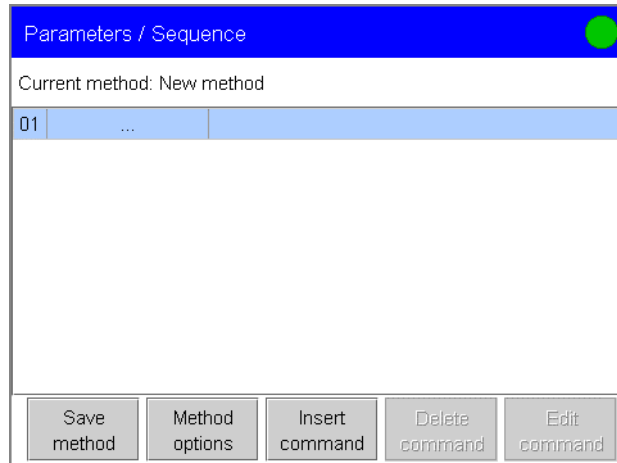 Parameters / Sequence
Current method: New method
01 ...
Save method
Method options
Insert command
Delete command
Edit command